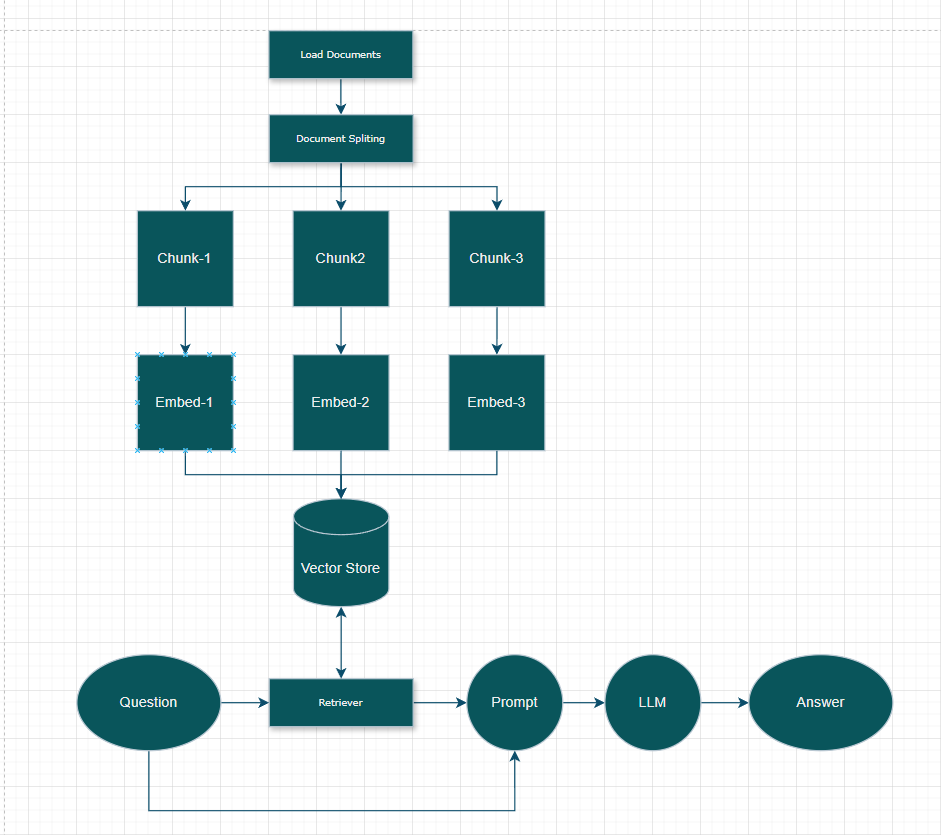 Load Documents
Document Spliting
Chunk-1
Chunk2
Chunk-3
Embed-1
Embed-2
Embed-3
Vector Store
Question
Retriever
Prompt
LLM
Answer